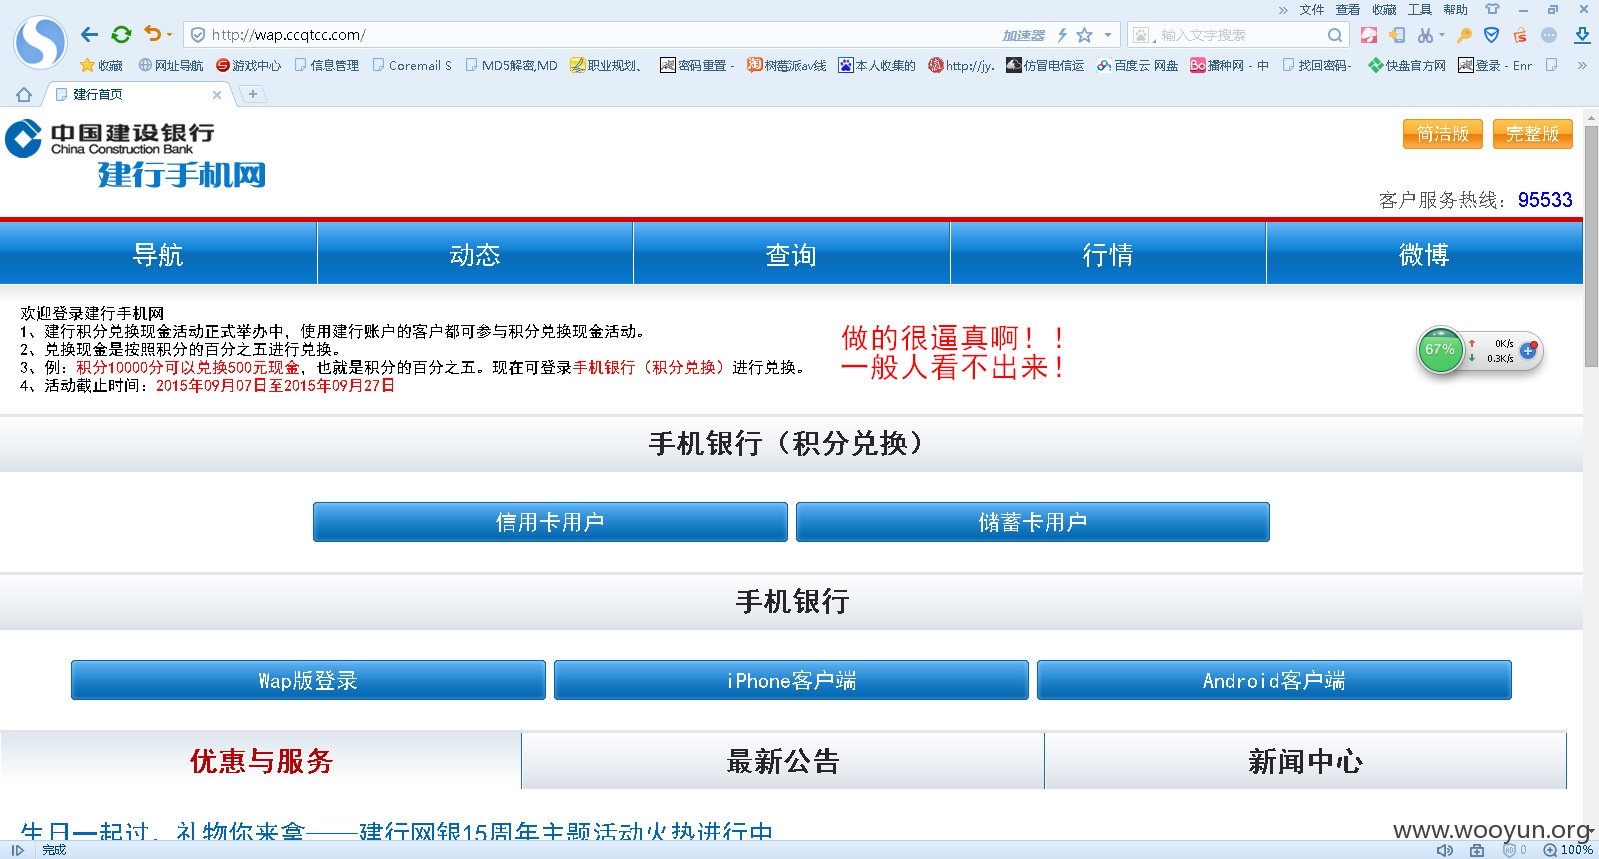 文件 查看 收藏 工具 帮助
http://wap.ccqtcc.com/ 加速器 输入文字搜索
收藏 网址导航 游戏中心 信息管理 Coremail S MD5解密,MD 职业规划、 密码重置 - 树莓派av线 本人收集的 http://jy. 仿冒电信运 百度云 网盘 播种网 - 中 找回密码- 快盘官方网 登录 - Enr
建行首页
中国建设银行
China Construction Bank
建行手机网
简洁版 完整版
客户服务热线：95533
导航 动态 查询 行情 微博
欢迎登录建行手机网
1、建行积分兑换现金活动正式举办中，使用建行账户的客户都可参与积分兑换现金活动。
2、兑换现金是按照积分的百分之五进行兑换。
3、例：积分10000分可以兑换500元现金，也就是积分的百分之五。现在可登录手机银行（积分兑换）进行兑换。
4、活动截止时间：2015年09月07日至2015年09月27日
做的很逼真啊！！
一般人看不出来！
67% 0K/s
0.3K/s
手机银行（积分兑换）
信用卡用户 储蓄卡用户
手机银行
Wap版登录 iPhone客户端 Android客户端
优惠与服务 最新公告 新闻中心
生日一起过，礼物你来拿——建行网银15周年主题活动火热进行中
www.wooyun.org
完成 0 100%